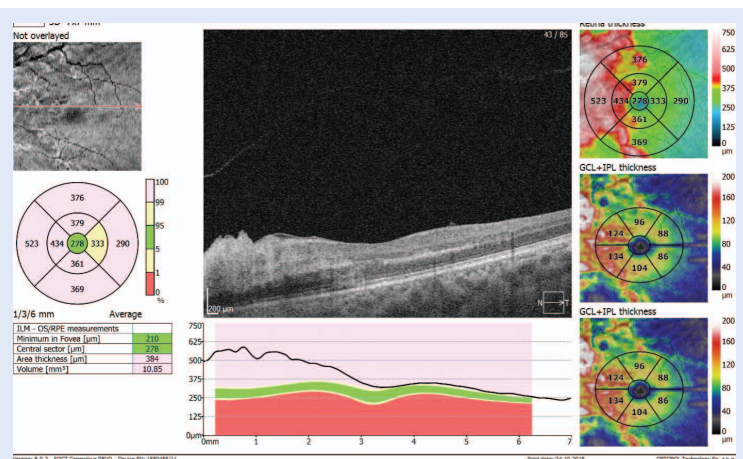 3D 7x7 mm
Not overlayed
376
379
523 434 278 333 290
361
369
100
99
95
5
1
0
%
1/3/6 mm Average
ILM - OS/RPE measurements
Minimum in Fovea [µm] 210
Central sector [µm] 278
Area thickness [µm] 384
Volume [mm³] 10.85
43 / 85
200 µm
N T
750
625
500
375
250
125
0µm
0mm 1 2 3 4 5 6 7
Retina thickness
376
379
523 434 278 333 290
361
369
750
625
500
375
250
125
0
µm
GCL+IPL thickness
96
124 88
134 86
104
200
160
120
80
40
0
µm
GCL+IPL thickness
96
124 88
134 86
104
200
160
120
80
40
0
µm